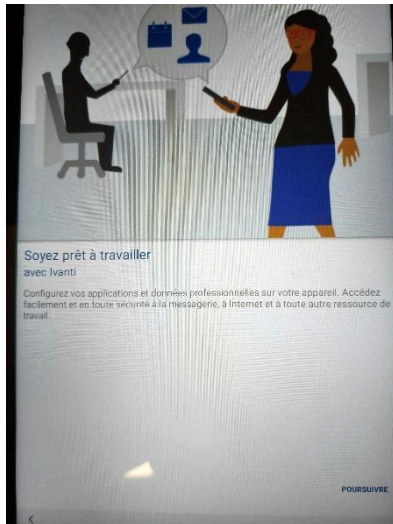 Soyez prêt à travailler
avec Ivanti
Configurez vos applications et données professionnelles sur votre appareil. Accédez
facilement et en toute sécurité à la messagerie, à Internet et à toute autre ressource de
travail.
POURSUIVRE